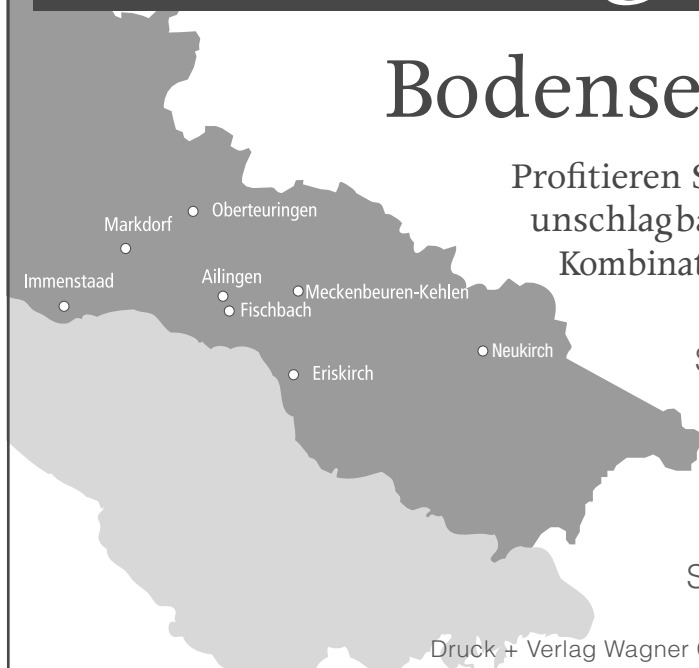 Bodense
Profitieren S
unschlagba
Kombinat
Oberteuringen
Markdorf
Immenstaad
Ailingen
Meckenbeuren-Kehlen
Fischbach
Neukirch
Eriskirch
S
S
Druck + Verlag Wagner